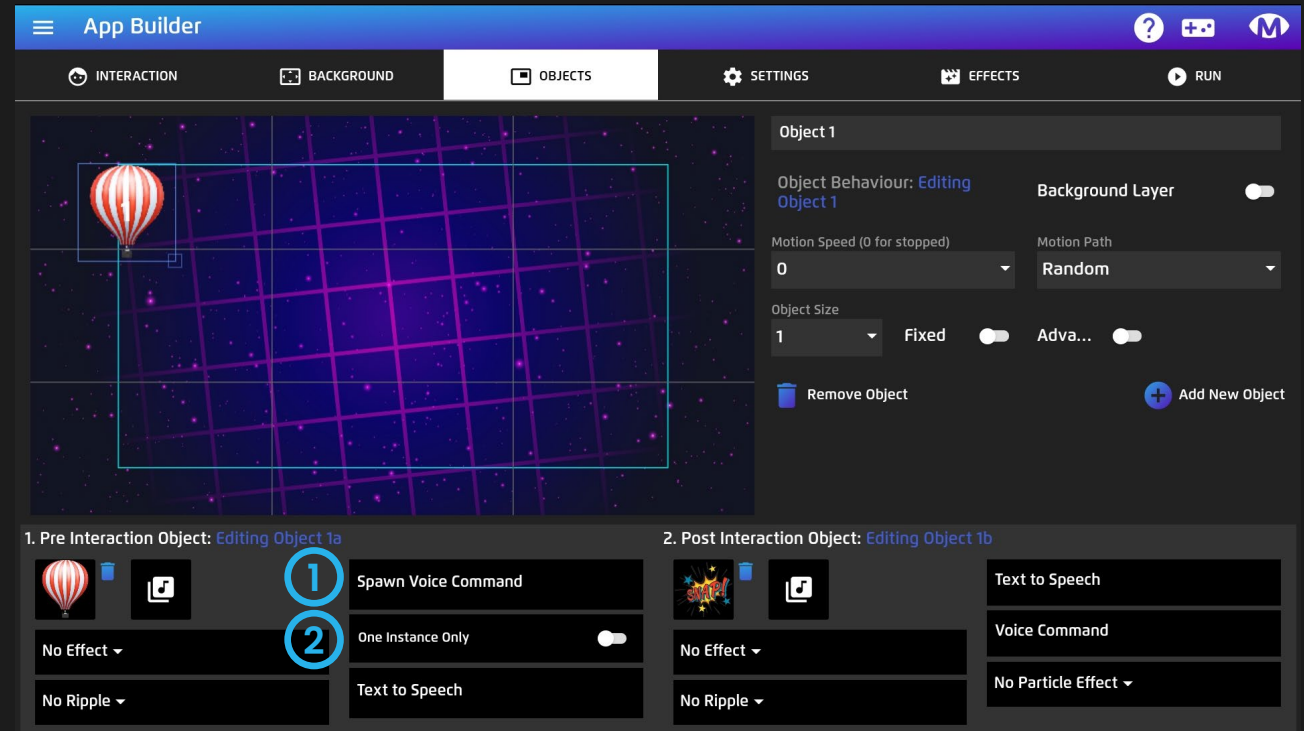 App Builder
INTERACTION
BACKGROUND
OBJECTS
SETTINGS
EFFECTS
RUN
1
Object 1
Object Behaviour: Editing
Object 1
Background Layer
Motion Speed (0 for stopped)
0
Motion Path
Random
Object Size
1
Fixed
Adva...
Remove Object
Add New Object
1. Pre Interaction Object: Editing Object 1a
1
Spawn Voice Command
2
One Instance Only
No Effect
No Ripple
Text to Speech
2. Post Interaction Object: Editing Object 1b
SNAP!
Text to Speech
Voice Command
No Effect
No Ripple
No Particle Effect